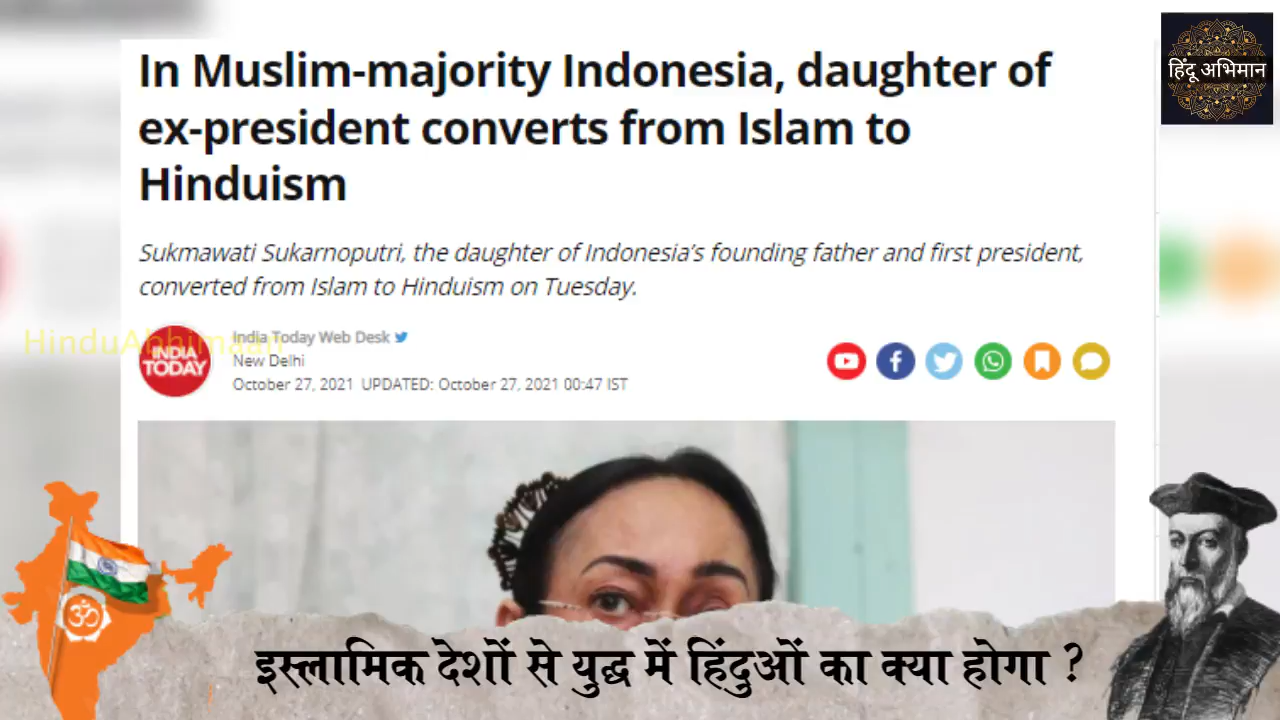 In Muslim-majority Indonesia, daughter of
ex-president converts from Islam to
Hinduism
हिंदू अभिमान
Sukmawati Sukarnoputri, the daughter of Indonesia's founding father and first president,
converted from Islam to Hinduism on Tuesday.
HinduAbhimaan
INDIA
TODAY
India Today Web Desk
New Delhi
October 27, 2021 UPDATED: October 27, 2021 00:47 IST
ॐ
इस्लामिक देशों से युद्ध में हिंदुओं का क्या होगा ?